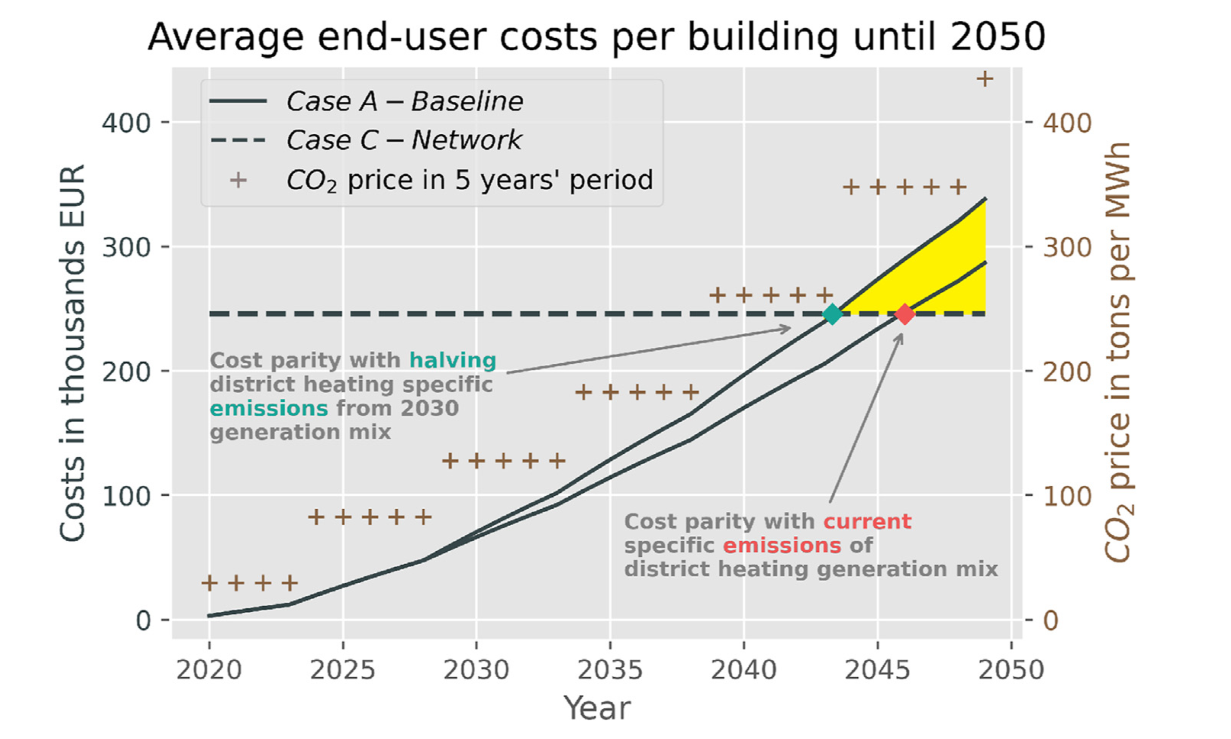 Average end-user costs per building until 2050
Case A − Baseline
Case C − Network
CO₂ price in 5 years' period
Costs in thousands EUR
400
300
200
100
0
400
300
200
100
0
CO₂ price in tons per MWh
Cost parity with halving
district heating specific
emissions from 2030
generation mix
Cost parity with current
specific emissions of
district heating generation mix
2020 2025 2030 2035 2040 2045 2050
Year